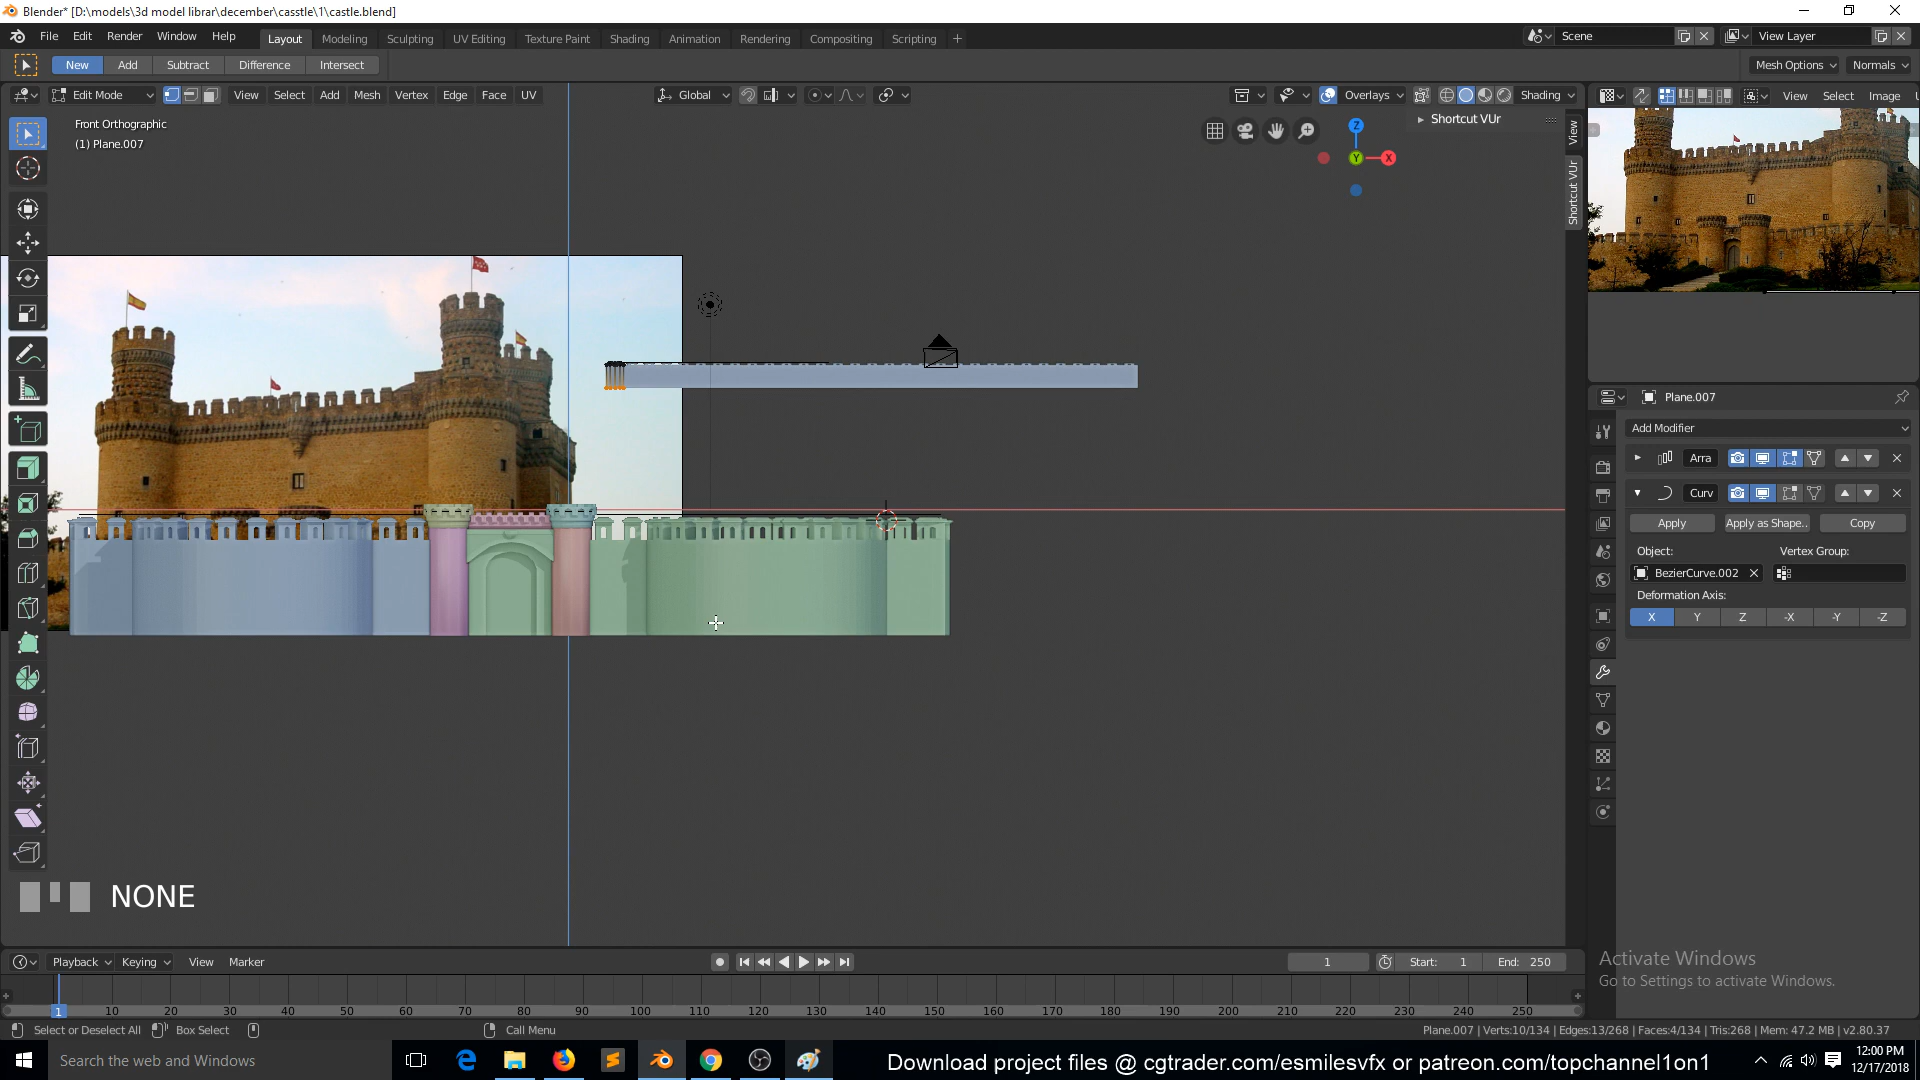 Blender* [D:\models\3d model librar\december\casstle\1\castle.blend]
File Edit Render Window Help Layout Modeling Sculpting UV Editing Texture Paint Shading Animation Rendering Compositing Scripting + Scene View Layer
New Add Subtract Difference Intersect Mesh Options Normals
Edit Mode View Select Add Mesh Vertex Edge Face UV Global Overlays Shading View Select Image
Front Orthographic
(1) Plane.007
Shortcut VUr
View
Shortcut VUr
Z
Y
X
Plane.007
Add Modifier
Arra
Curv
Apply Apply as Shape.. Copy
Object: Vertex Group:
BezierCurve.002
Deformation Axis:
X Y Z -X -Y -Z
NONE
Activate Windows
Go to Settings to activate Windows.
Playback Keying View Marker 1 Start: 1 End: 250
1 10 20 30 40 50 60 70 80 90 100 110 120 130 140 150 160 170 180 190 200 210 220 230 240 250
Select or Deselect All Box Select Call Menu Plane.007 | Verts:10/134 | Edges:13/268 | Faces:4/134 | Tris:268 | Mem: 47.2 MB | v2.80.37
Search the web and Windows
Download project files @ cgtrader.com/esmilesvfx or patreon.com/topchannel1on1
12:00 PM
12/17/2018